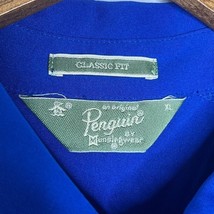 CLASSIC FIT
an original
Penguin
BY
Munsingwear
XL